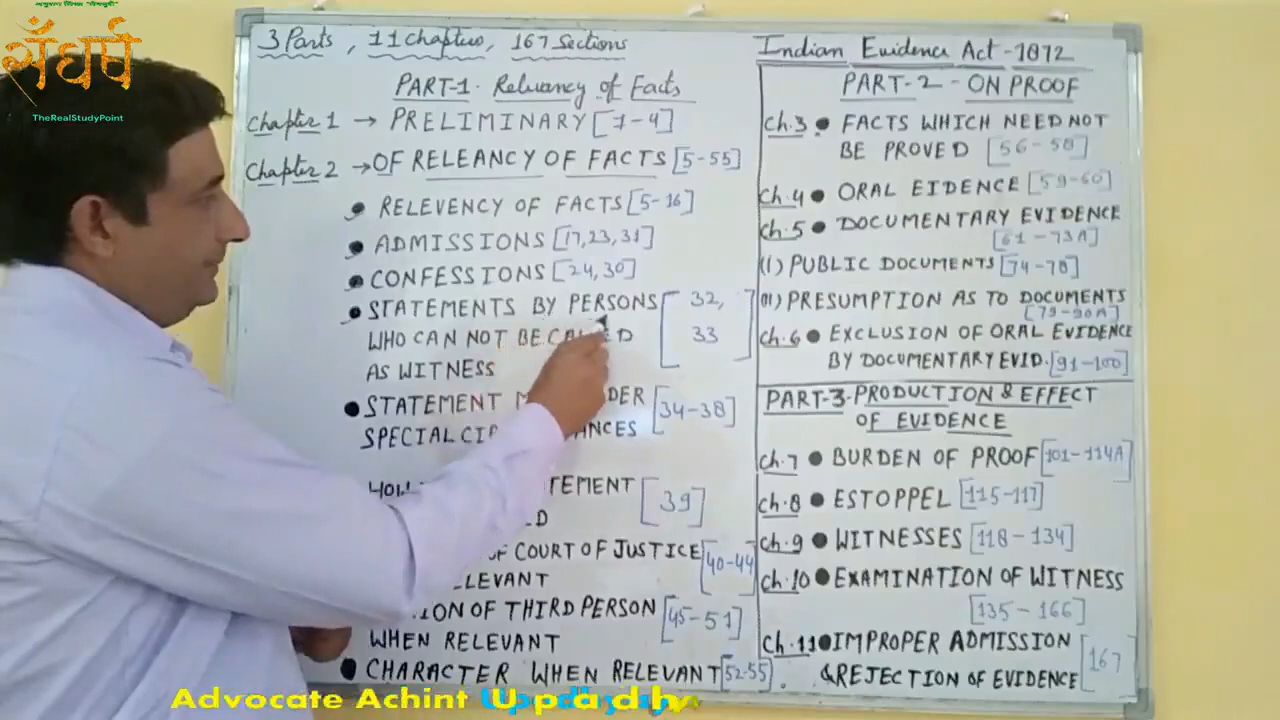 सँघर्ष
TheRealStudyPoint
3 Parts, 11 Chapters, 167 Sections
PART-1. Reluancy of Facts
Chapter 1 → PRELIMINARY [1-4]
Chapter 2 → OF RELEANCY OF FACTS [5-55]
• RELEVENCY OF FACTS [5-16]
• ADMISSIONS [17,23,31]
• CONFESSIONS [24,30]
• STATEMENTS BY PERSONS [32,
WHO CAN NOT BE CALLED 33]
AS WITNESS
• STATEMENT DER [34-38]
SPECIAL CIR ANCES
TEMENT [39]
OF COURT OF JUSTICE [40-44]
ELEVANT
ION OF THIRD PERSON [45-51]
WHEN RELEVANT
• CHARACTER WHEN RELEVANT [52-55]
Indian Evidence Act-1872
PART-2 - ON PROOF
Ch.3 • FACTS WHICH NEED NOT
BE PROVED [56-58]
Ch.4 • ORAL EIDENCE [59-60]
Ch.5 • DOCUMENTARY EVIDENCE
[61-73A]
(I) PUBLIC DOCUMENTS [74-78]
(II) PRESUMPTION AS TO DOCUMENTS
[79-90A]
Ch.6 • EXCLUSION OF ORAL EVIDENCE
BY DOCUMENTARY EVID. [91-100]
PART-3. PRODUCTION & EFFECT
OF EVIDENCE
Ch.7 • BURDEN OF PROOF [101-114A]
Ch.8 • ESTOPPEL [115-117]
Ch.9 • WITNESSES [118-134]
Ch.10 • EXAMINATION OF WITNESS
[135-166]
Ch.11 • IMPROPER ADMISSION
& REJECTION OF EVIDENCE [167]
Advocate Achint Upadhy